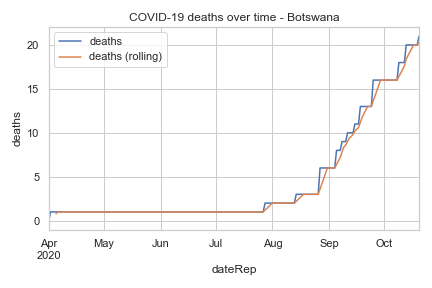 COVID-19 deaths over time - Botswana
deaths
deaths (rolling)
deaths
20
15
10
5
0
Apr May Jun Jul Aug Sep Oct
2020
dateRep